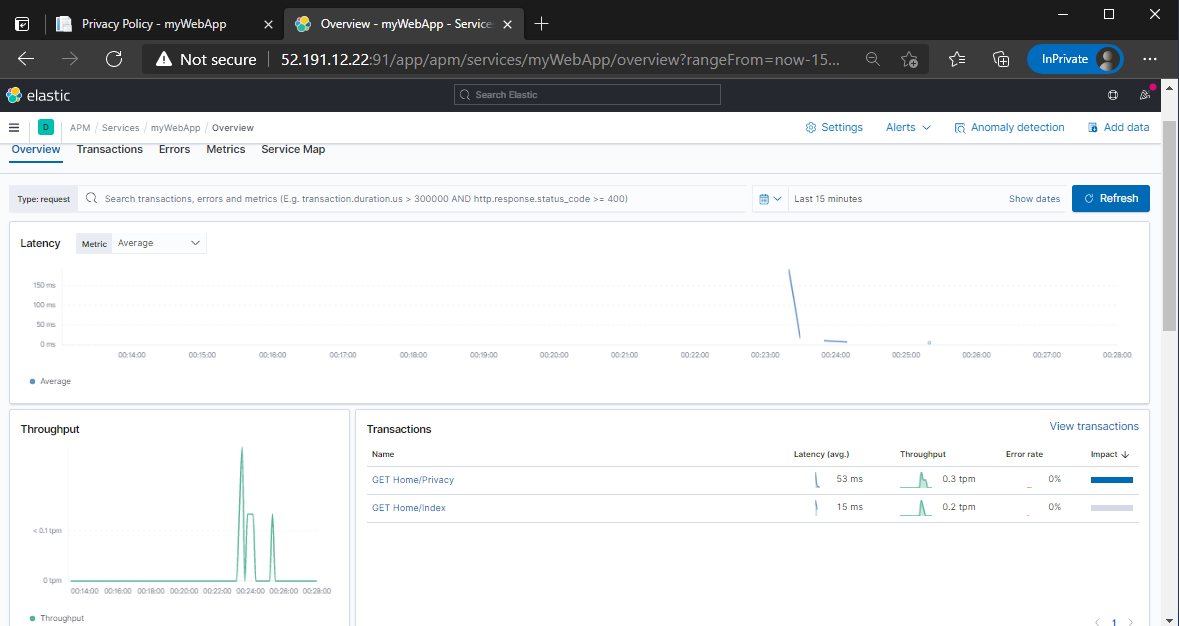 Privacy Policy - myWebApp
Overview - myWebApp - Service
Not secure
52.191.12.22:91/app/apm/services/myWebApp/overview?rangeFrom=now-15...
InPrivate
elastic
Search Elastic
D
APM / Services / myWebApp / Overview
Settings
Alerts
Anomaly detection
Add data
Overview
Transactions
Errors
Metrics
Service Map
Type: request
Search transactions, errors and metrics (E.g. transaction.duration.us > 300000 AND http.response.status_code >= 400)
Last 15 minutes
Show dates
Refresh
Latency
Metric
Average
150 ms
100 ms
50 ms
0 ms
00:14:00 00:15:00 00:16:00 00:17:00 00:18:00 00:19:00 00:20:00 00:21:00 00:22:00 00:23:00 00:24:00 00:25:00 00:26:00 00:27:00 00:28:00
Average
Throughput
< 0.1 tpm
0 tpm
00:14:00 00:16:00 00:18:00 00:20:00 00:22:00 00:24:00 00:26:00 00:28:00
Throughput
Transactions
View transactions
Name Latency (avg.) Throughput Error rate Impact
GET Home/Privacy 53 ms 0.3 tpm 0%
GET Home/Index 15 ms 0.2 tpm 0%
1